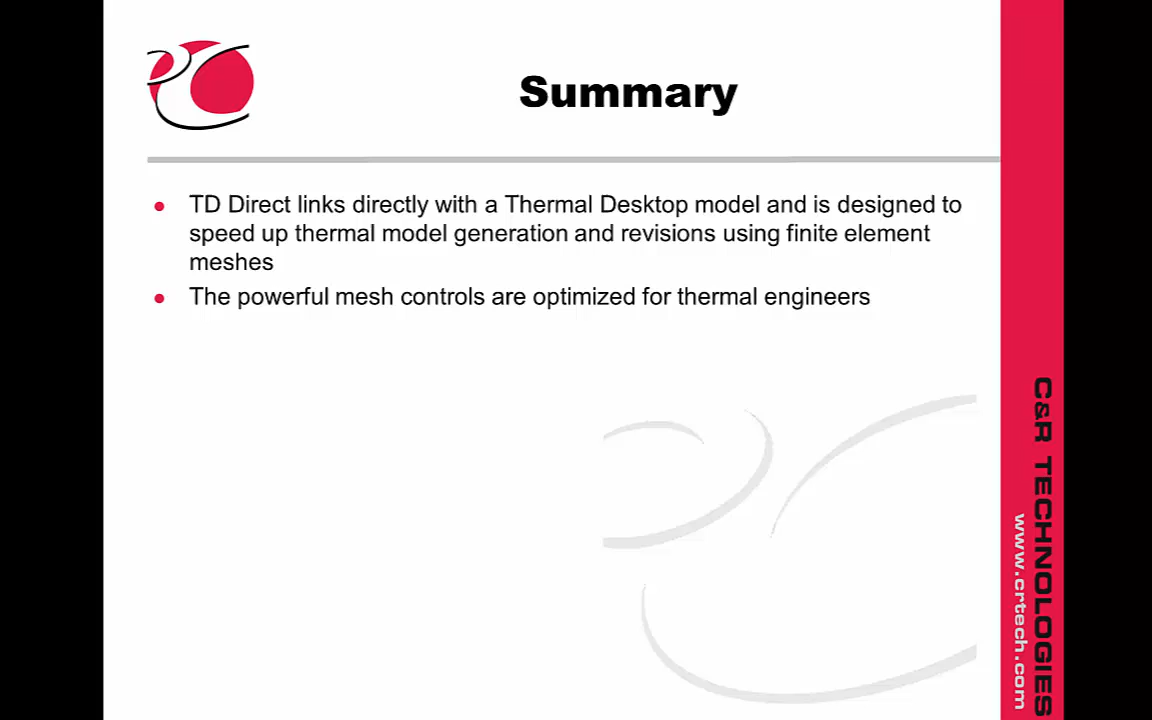 Summary
• TD Direct links directly with a Thermal Desktop model and is designed to
speed up thermal model generation and revisions using finite element
meshes
• The powerful mesh controls are optimized for thermal engineers
C&R TECHNOLOGIES
www.crtech.com